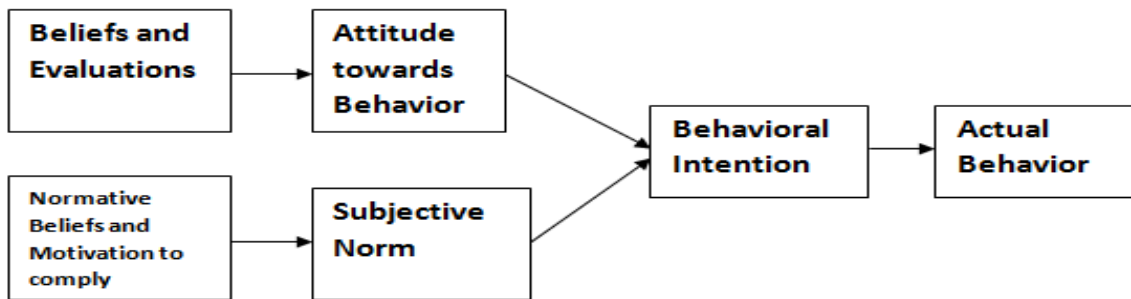 Beliefs and
Evaluations
Attitude
towards
Behavior
Normative
Beliefs and
Motivation to
comply
Subjective
Norm
Behavioral
Intention
Actual
Behavior